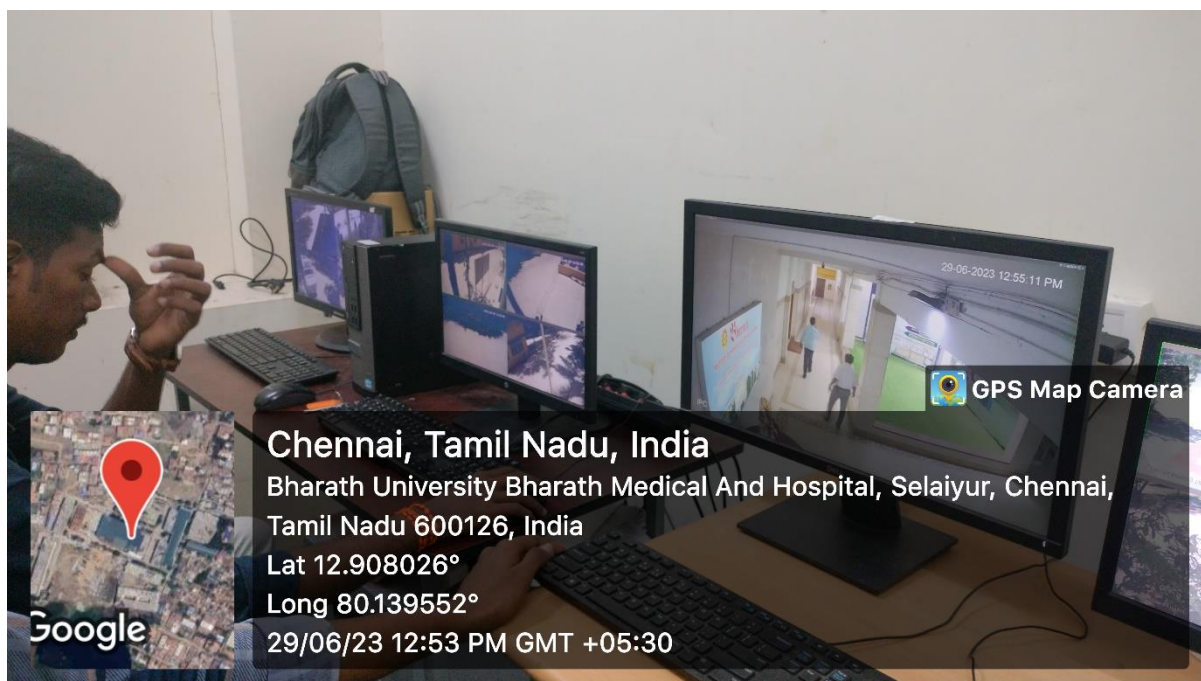 29-06-2023 12:55:11 PM
GPS Map Camera
Chennai, Tamil Nadu, India
Bharath University Bharath Medical And Hospital, Selaiyur, Chennai,
Tamil Nadu 600126, India
Lat 12.908026°
Long 80.139552°
29/06/23 12:53 PM GMT +05:30
Google